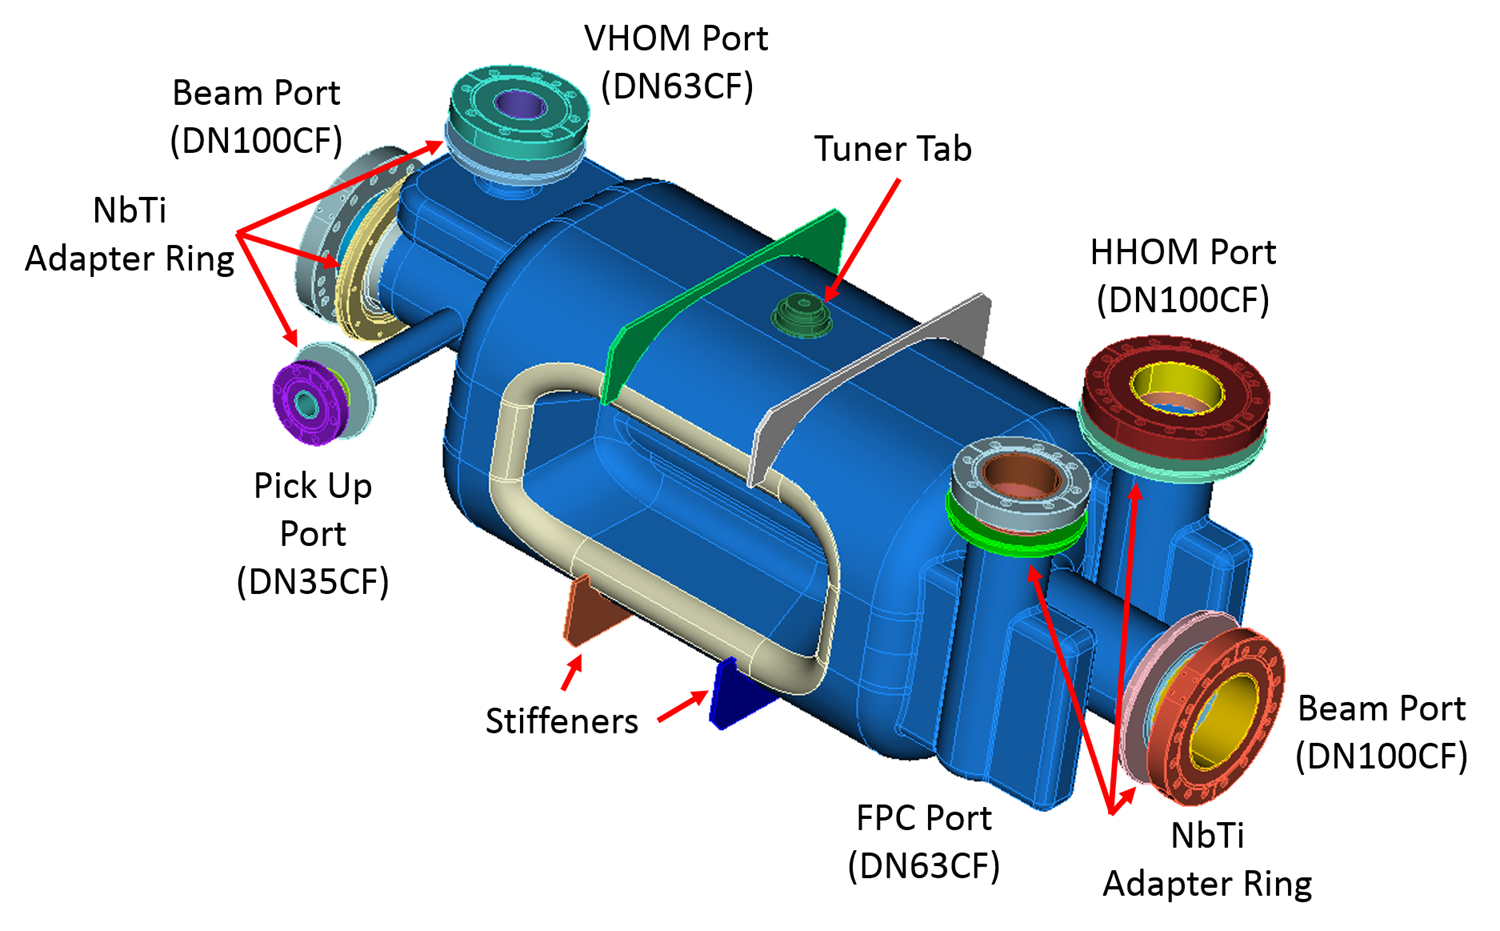 VHOM Port
(DN63CF)
Beam Port
(DN100CF)
Tuner Tab
NbTi
Adapter Ring
HHOM Port
(DN100CF)
Pick Up
Port
(DN35CF)
Stiffeners
Beam Port
(DN100CF)
FPC Port
(DN63CF)
NbTi
Adapter Ring